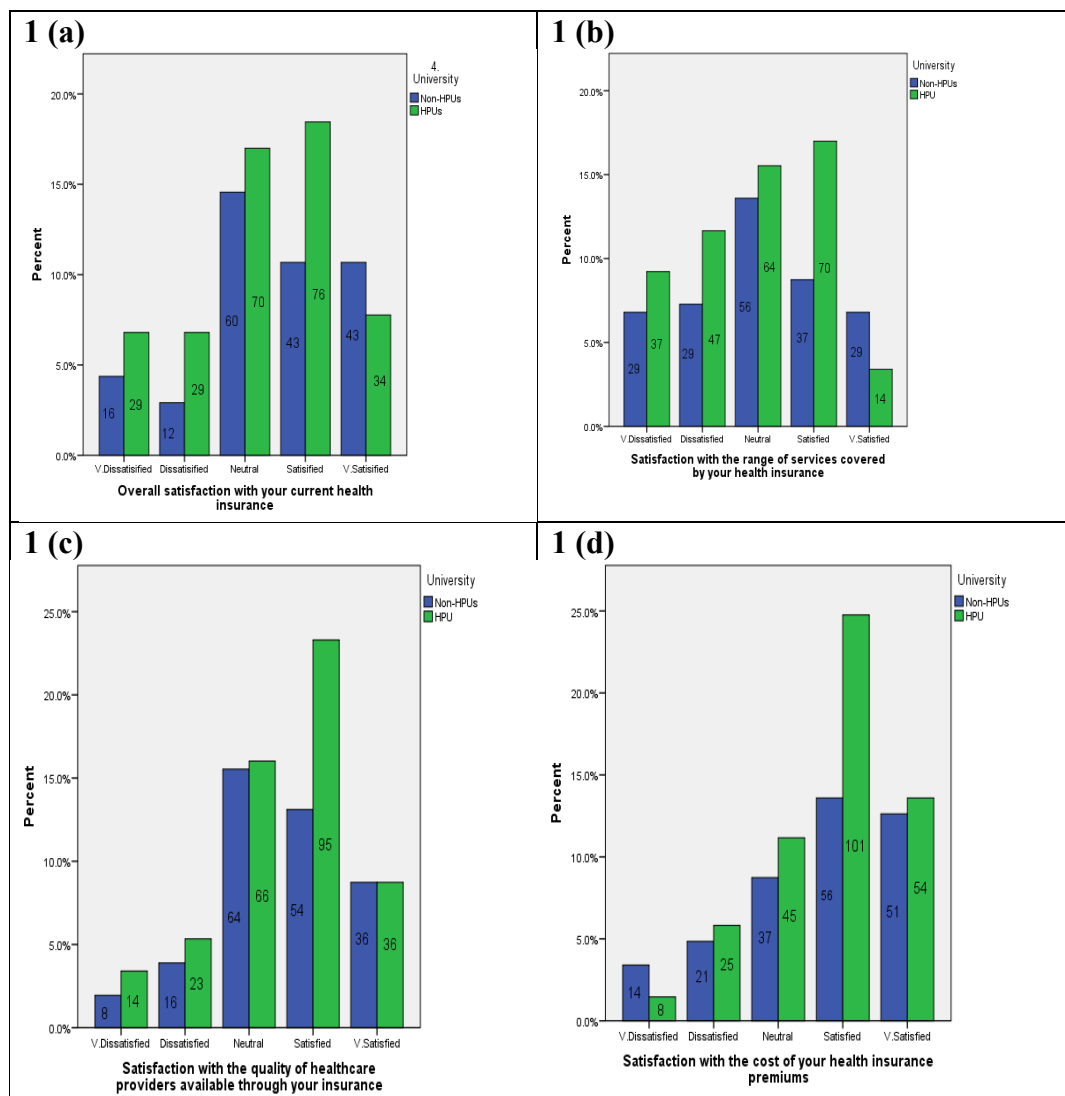 1 (a)
4.
University
Non-HPUs
HPUs
20.0%
15.0%
10.0%
5.0%
0.0%
Percent
16
29
12
29
60
70
43
76
43
34
V.Dissatisified
Dissatisified
Neutral
Satisified
V.Satisified
Overall satisfaction with your current health
insurance
1 (b)
University
Non-HPUs
HPU
20.0%
15.0%
10.0%
5.0%
0.0%
Percent
29
37
29
47
56
64
37
70
29
14
V.Dissatisfied
Dissatisfied
Neutral
Satisfied
V.Satisfied
Satisfaction with the range of services covered
by your health insurance
1 (c)
University
Non-HPUs
HPU
25.0%
20.0%
15.0%
10.0%
5.0%
0.0%
Percent
8
14
16
23
64
66
54
95
36
36
V.Dissatisfied
Dissatisfied
Neutral
Satisfied
V.Satisfied
Satisfaction with the quality of healthcare
providers available through your insurance
1 (d)
University
Non-HPUs
HPU
25.0%
20.0%
15.0%
10.0%
5.0%
0.0%
Percent
14
8
21
25
37
45
56
101
51
54
V.Dissatisfied
Dissatisfied
Neutral
Satisfied
V.Satisfied
Satisfaction with the cost of your health insurance
premiums